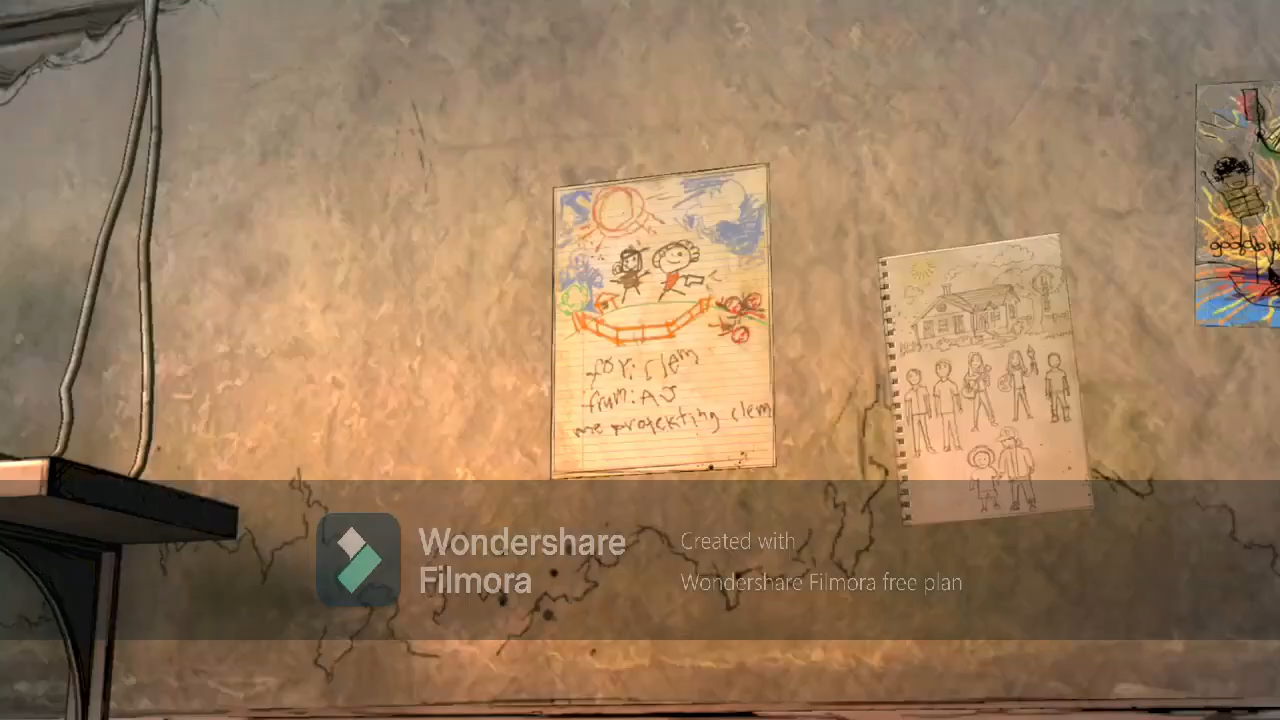 for: Clem
frum: AJ
me protekting clem
Wondershare
Filmora
Created with
Wondershare Filmora free plan